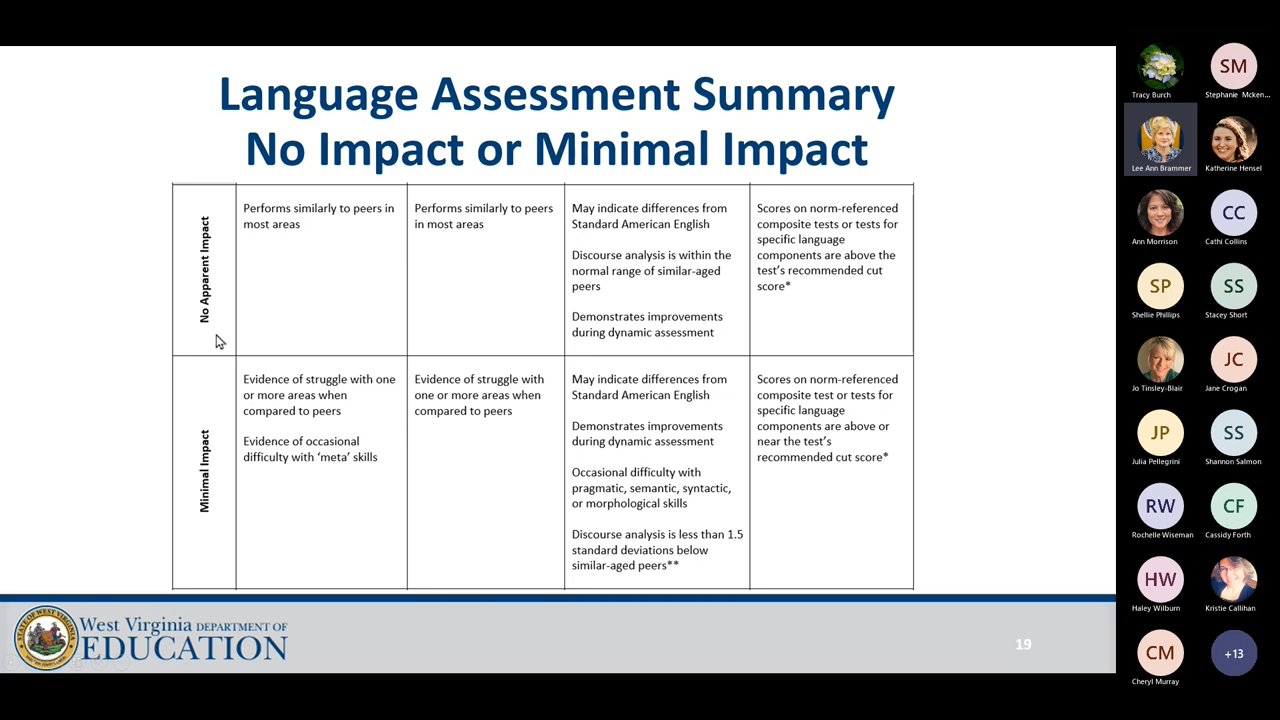 Language Assessment Summary
No Impact or Minimal Impact
No Apparent Impact
Performs similarly to peers in
most areas
Performs similarly to peers
in most areas
May indicate differences from
Standard American English
Discourse analysis is within the
normal range of similar-aged
peers
Demonstrates improvements
during dynamic assessment
Scores on norm-referenced
composite tests or tests for
specific language
components are above the
test's recommended cut
score*
Minimal Impact
Evidence of struggle with one
or more areas when
compared to peers
Evidence of occasional
difficulty with 'meta' skills
Evidence of struggle with
one or more areas when
compared to peers
May indicate differences from
Standard American English
Demonstrates improvements
during dynamic assessment
Occasional difficulty with
pragmatic, semantic, syntactic,
or morphological skills
Discourse analysis is less than 1.5
standard deviations below
similar-aged peers**
Scores on norm-referenced
composite test or tests for
specific language
components are above or
near the test's
recommended cut score*
West Virginia DEPARTMENT OF
EDUCATION
19
Tracy Burch
SM
Stephanie Mcken...
Lee Ann Brammer
Katherine Hensel
Ann Morrison
CC
Cathi Collins
SP
Shellie Phillips
SS
Stacey Short
Jo Tinsley-Blair
JC
Jane Crogan
JP
Julia Pellegrini
SS
Shannon Salmon
RW
Rochelle Wiseman
CF
Cassidy Forth
HW
Haley Wilburn
Kristie Callihan
CM
Cheryl Murray
+13